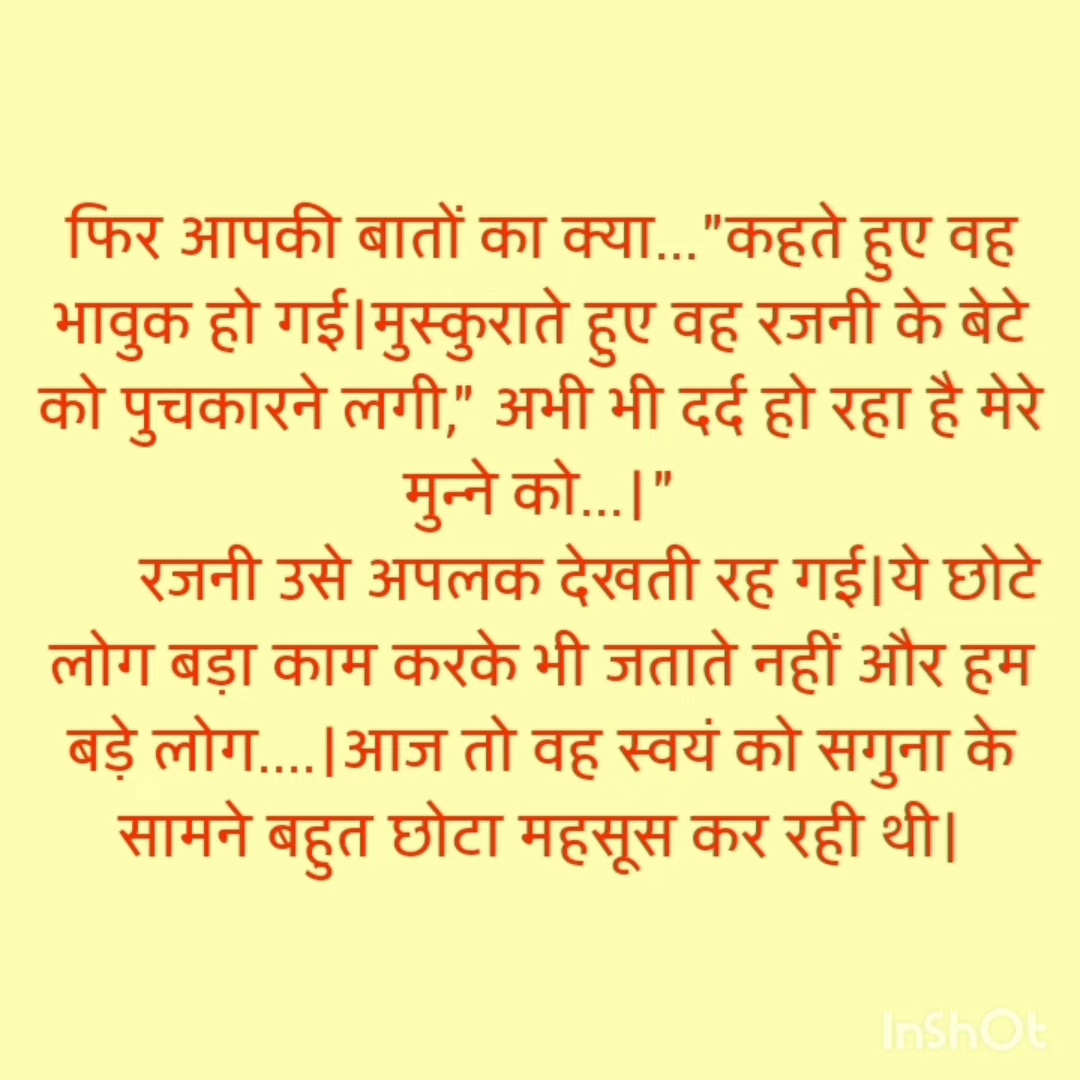 फिर आपकी बातों का क्या..."कहते हुए वह
भावुक हो गई|मुस्कुराते हुए वह रजनी के बेटे
को पुचकारने लगी," अभी भी दर्द हो रहा है मेरे
मुन्ने को...|"
रजनी उसे अपलक देखती रह गई|ये छोटे
लोग बड़ा काम करके भी जताते नहीं और हम
बड़े लोग....|आज तो वह स्वयं को सगुना के
सामने बहुत छोटा महसूस कर रही थी|
InShOt